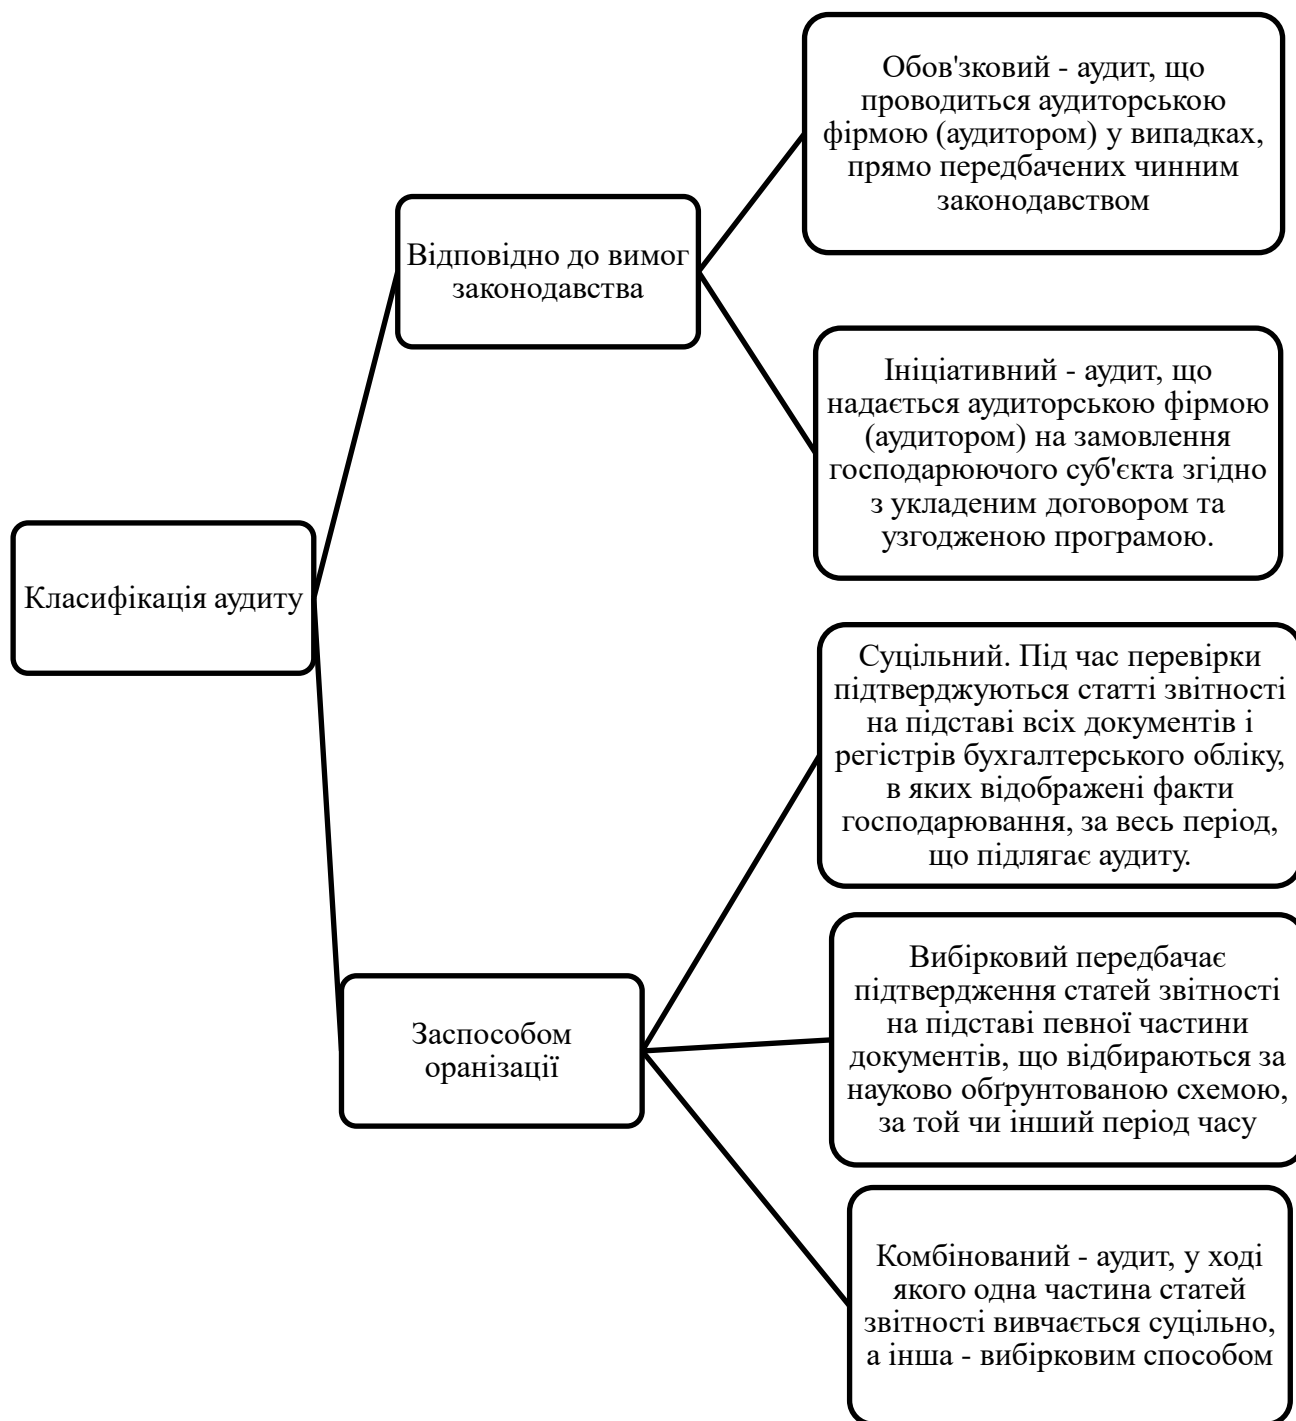 Класифікація аудиту
Відповідно до вимог
законодавства
Обов'зковий - аудит, що
проводиться аудиторською
фірмою (аудитором) у випадках,
прямо передбачених чинним
законодавством
Ініціативний - аудит, що
надається аудиторською фірмою
(аудитором) на замовлення
господарюючого суб'єкта згідно
з укладеним договором та
узгодженою програмою.
Заспособом
оранізації
Суцільний. Під час перевірки
підтверджуються статті звітності
на підставі всіх документів і
регістрів бухгалтерського обліку,
в яких відображені факти
господарювання, за весь період,
що підлягає аудиту.
Вибірковий передбачає
підтвердження статей звітності
на підставі певної частини
документів, що відбираються за
науково обґрунтованою схемою,
за той чи інший період часу
Комбінований - аудит, у ході
якого одна частина статей
звітності вивчається суцільно,
а інша - вибірковим способом